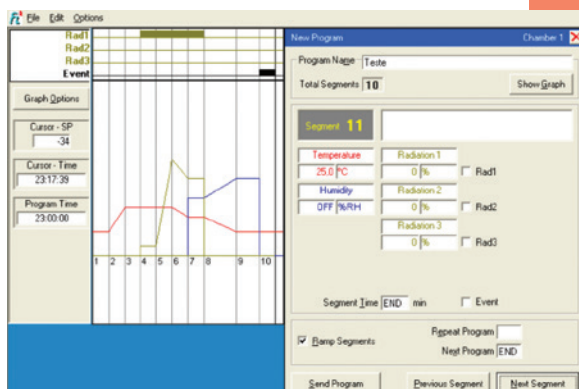 File Edit Options
Rad1
Rad2
Rad3
Event
Graph Options
Cursor - SP
-34
Cursor - Time
23:17:39
Program Time
23:00:00
1 2 3 4 5 6 7 8 9 10
New Program Chamber 1
Program Name Teste
Total Segments 10 Show Graph
Segment 11
Temperature Radiation 1
25,0 °C 0 % Rad1
Humidity Radiation 2
OFF %RH 0 % Rad2
Radiation 3
0 % Rad3
Segment Time END min Event
Ramp Segments
Repeat Program
Next Program END
Send Program Previous Segment Next Segment